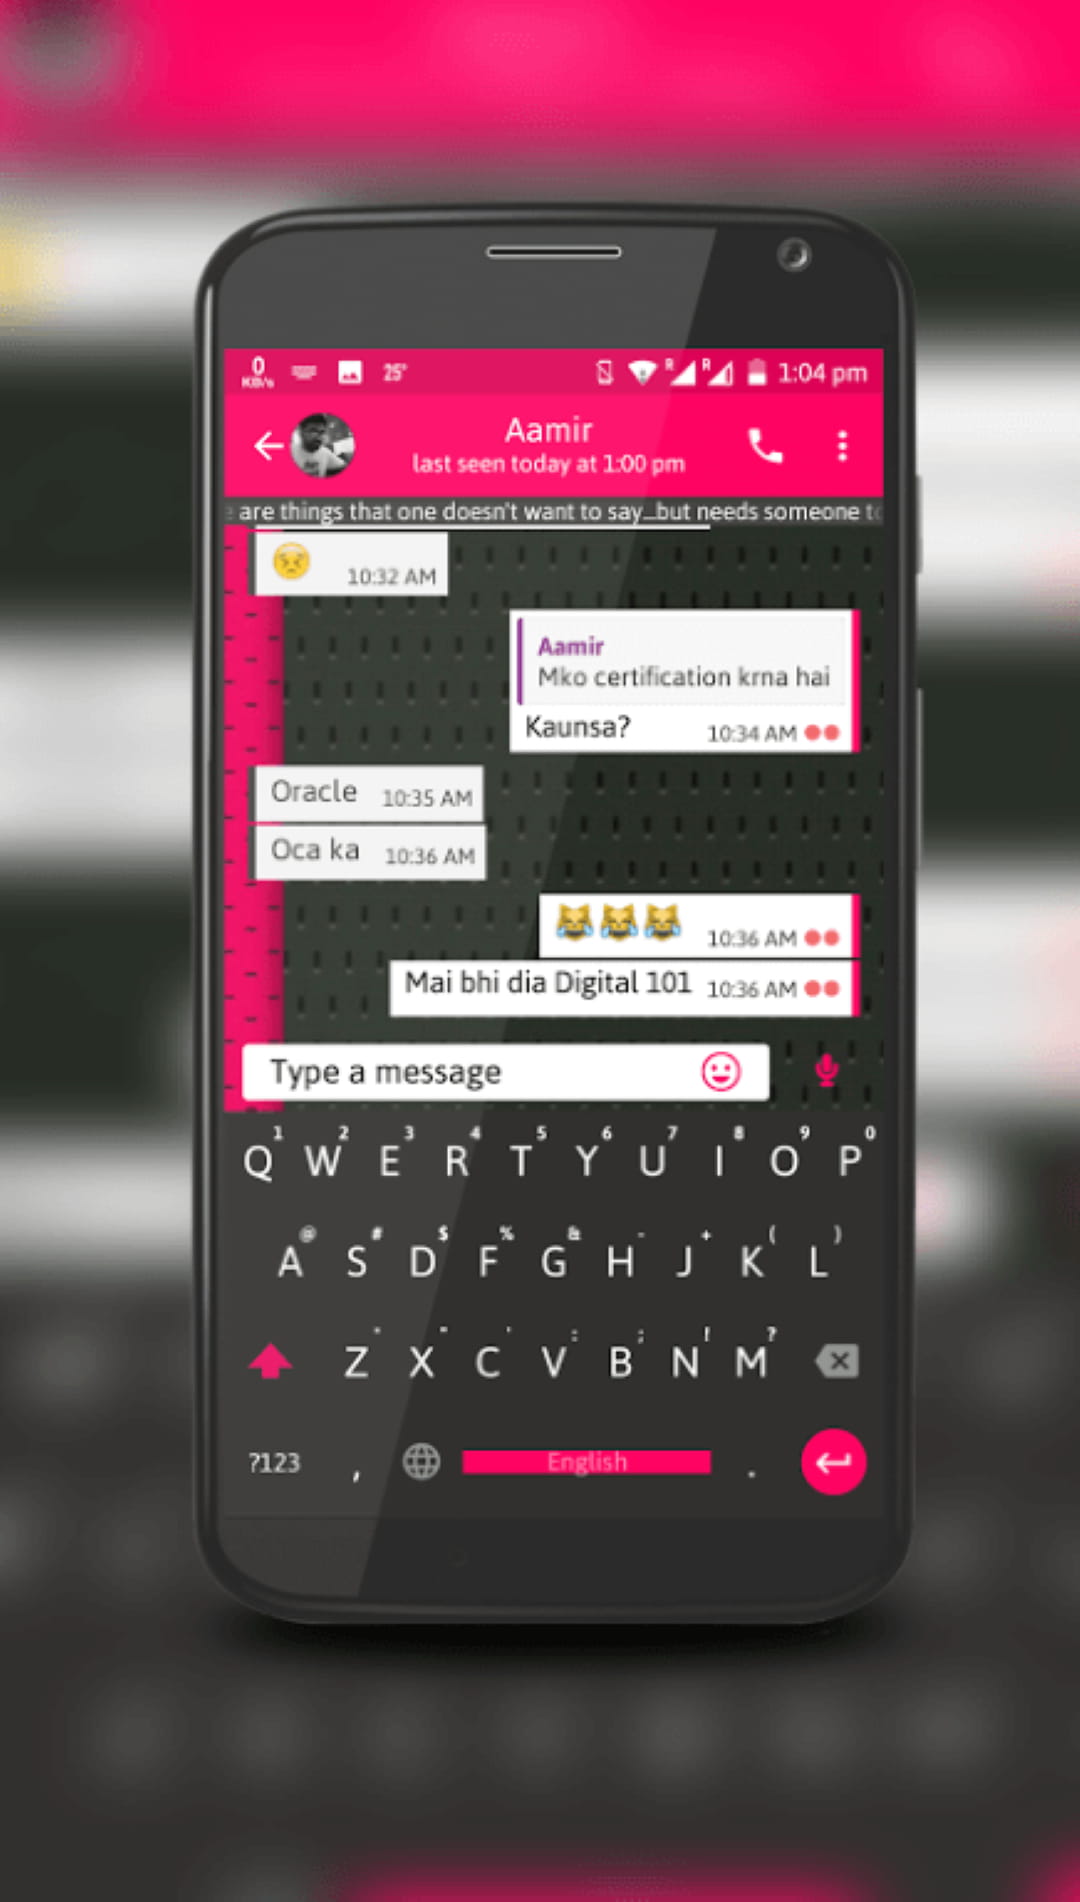 0
KB/s 25° R R 1:04 pm
Aamir
last seen today at 1:00 pm
are things that one doesn't want to say...but needs someone to
10:32 AM
Aamir
Mko certification krna hai
Kaunsa? 10:34 AM
Oracle 10:35 AM
Oca ka 10:36 AM
10:36 AM
Mai bhi dia Digital 101 10:36 AM
Type a message
1 2 3 4 5 6 7 8 9 0
Q W E R T Y U I O P
@ # $ % & - + ( )
A S D F G H J K L
: ; ! ?
Z X C V B N M
?123 , English .